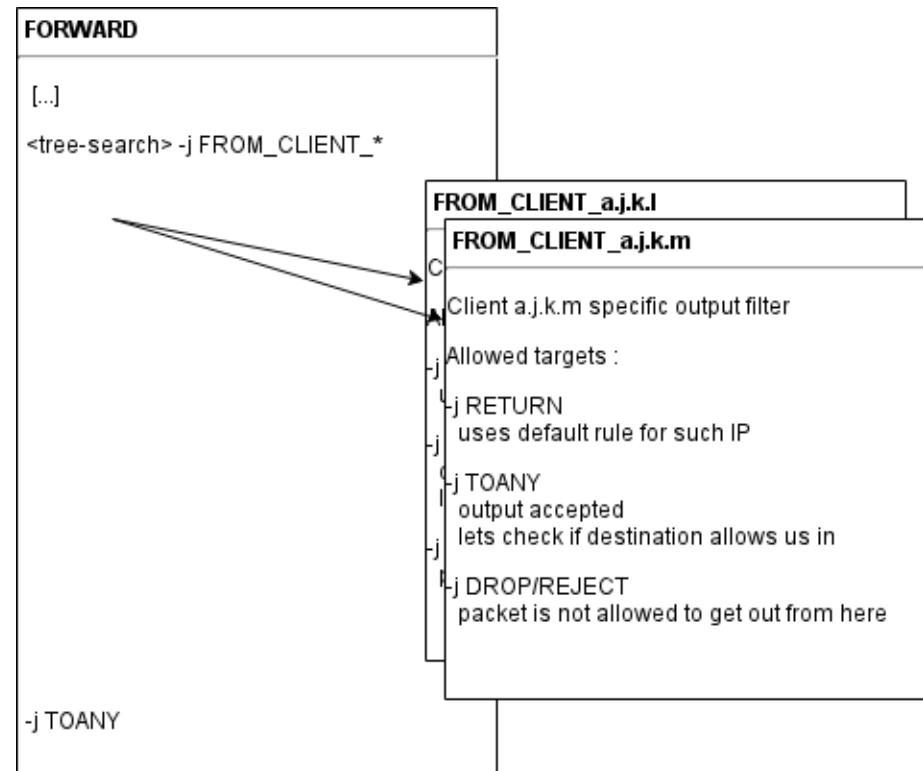 FORWARD
[...]
<tree-search> -j FROM_CLIENT_*
FROM_CLIENT_a.j.k.l
FROM_CLIENT_a.j.k.m
Client a.j.k.m specific output filter
Allowed targets :
-j RETURN
uses default rule for such IP
-j TOANY
output accepted
lets check if destination allows us in
-j DROP/REJECT
packet is not allowed to get out from here
-j TOANY